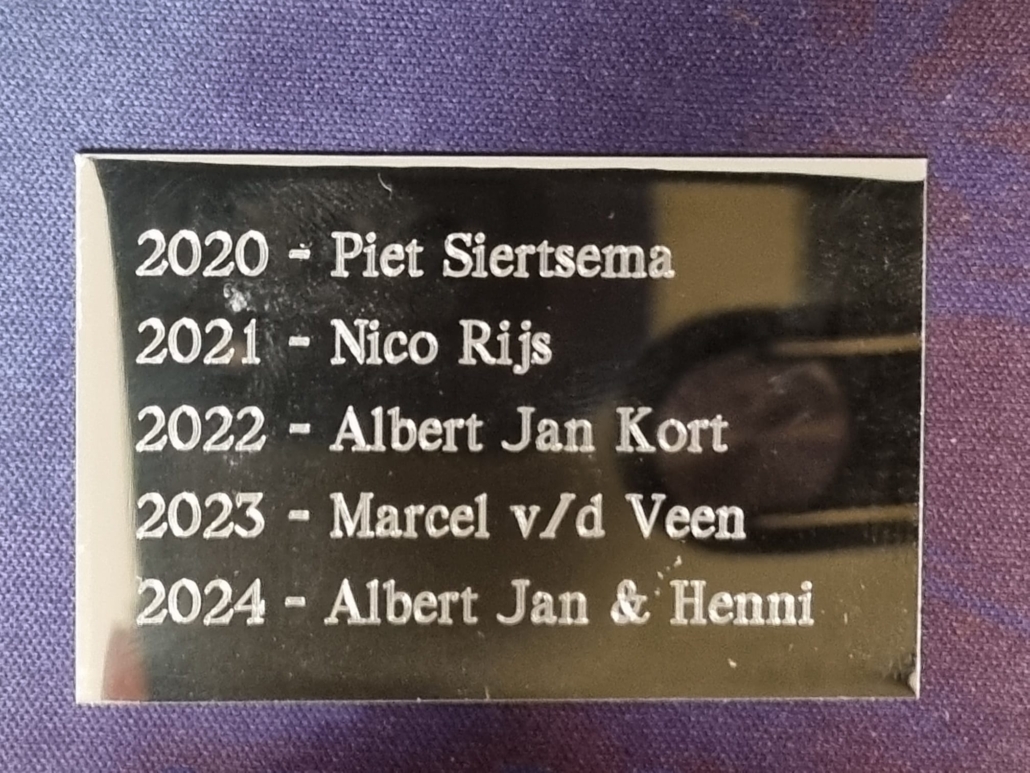 2020 - Piet Siertsema
2021 - Nico Rijs
2022 - Albert Jan Kort
2023 - Marcel v/d Veen
2024 - Albert Jan & Henni